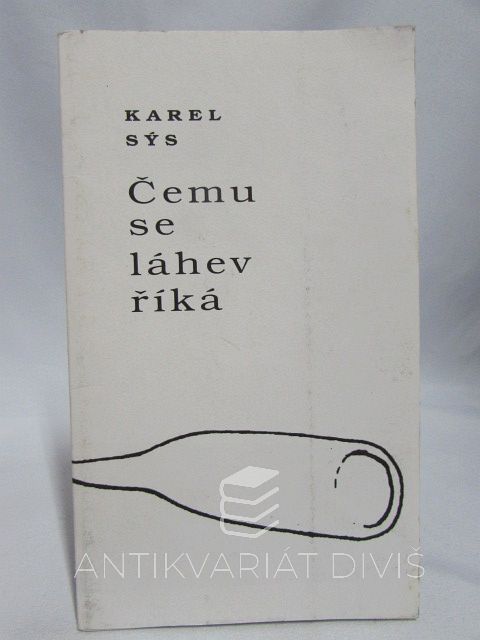 KAREL
SÝS
Čemu
se
láhev
říká
ANTIKVARIÁT DIVIŠ